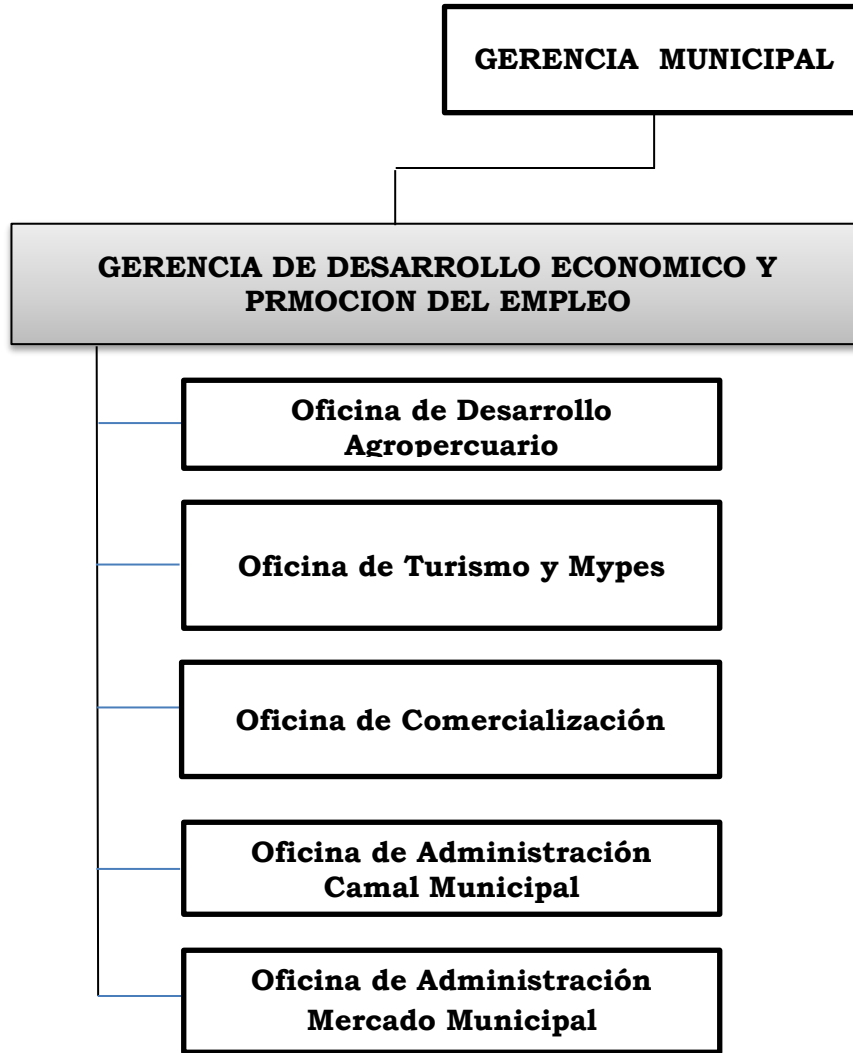 GERENCIA MUNICIPAL
GERENCIA DE DESARROLLO ECONOMICO Y
PRMOCION DEL EMPLEO
Oficina de Desarrollo
Agropercuario
Oficina de Turismo y Mypes
Oficina de Comercialización
Oficina de Administración
Camal Municipal
Oficina de Administración
Mercado Municipal